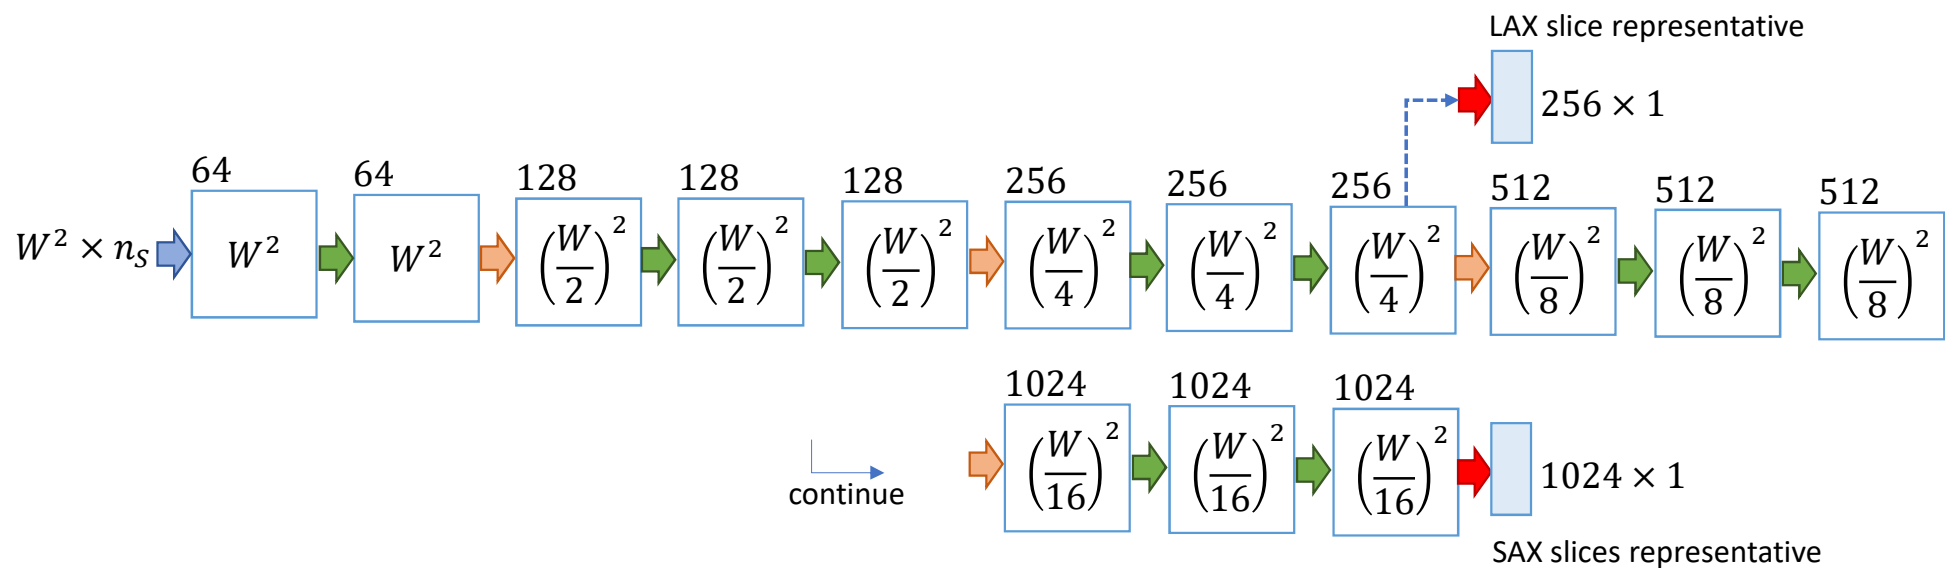 LAX slice representative
256 × 1
64 64 128 128 128 256 256 256 512 512 512
W² × n_S W² W² (W/2)² (W/2)² (W/2)² (W/4)² (W/4)² (W/4)² (W/8)² (W/8)² (W/8)²
1024 1024 1024
(W/16)² (W/16)² (W/16)² 1024 × 1
continue
SAX slices representative